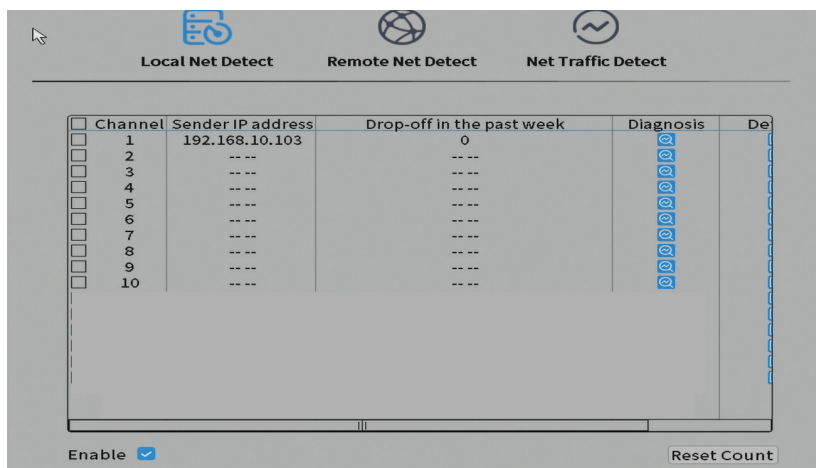 Local Net Detect Remote Net Detect Net Traffic Detect
Channel Sender IP address Drop-off in the past week Diagnosis De
1 192.168.10.103 0
2 -- -- -- --
3 -- -- -- --
4 -- -- -- --
5 -- -- -- --
6 -- -- -- --
7 -- -- -- --
8 -- -- -- --
9 -- -- -- --
10 -- -- -- --
Enable Reset Count